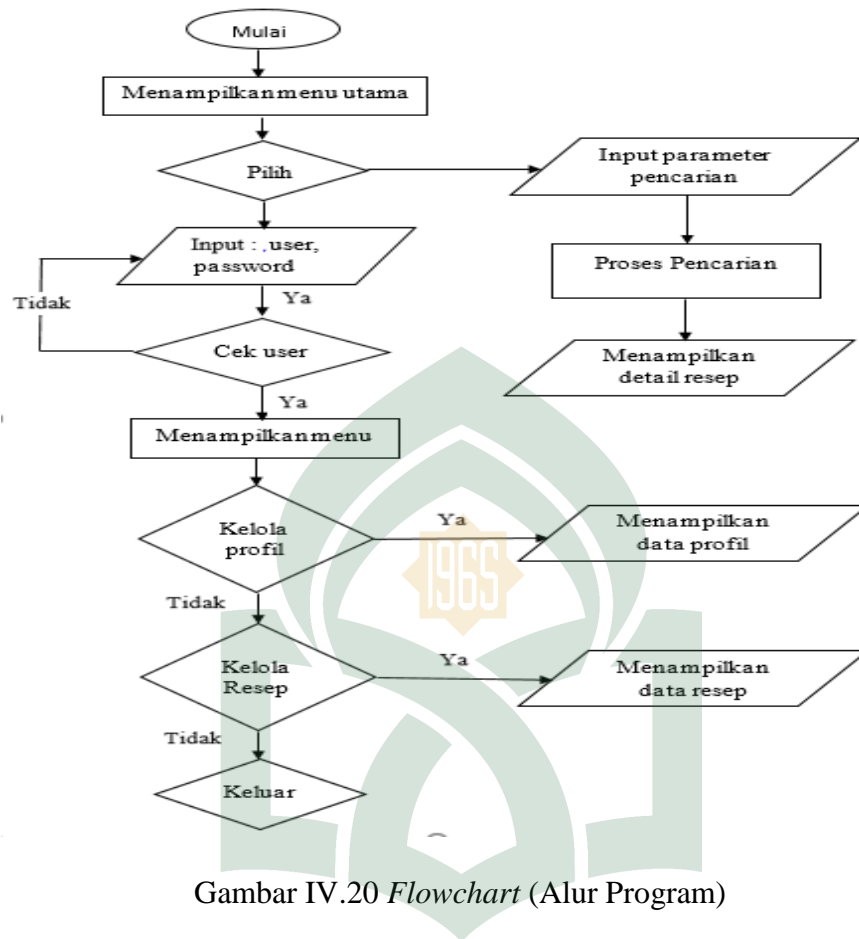 Mulai
Menampilkan menu utama
Pilih
Input parameter
pencarian
Input : , user,
password
Proses Pencarian
Tidak
Ya
Cek user
Menampilkan
detail resep
Ya
Menampilkan menu
Kelola
profil
Ya
Menampilkan
data profil
1965
Tidak
Kelola
Resep
Ya
Menampilkan
data resep
Tidak
Keluar
Gambar IV.20 Flowchart (Alur Program)